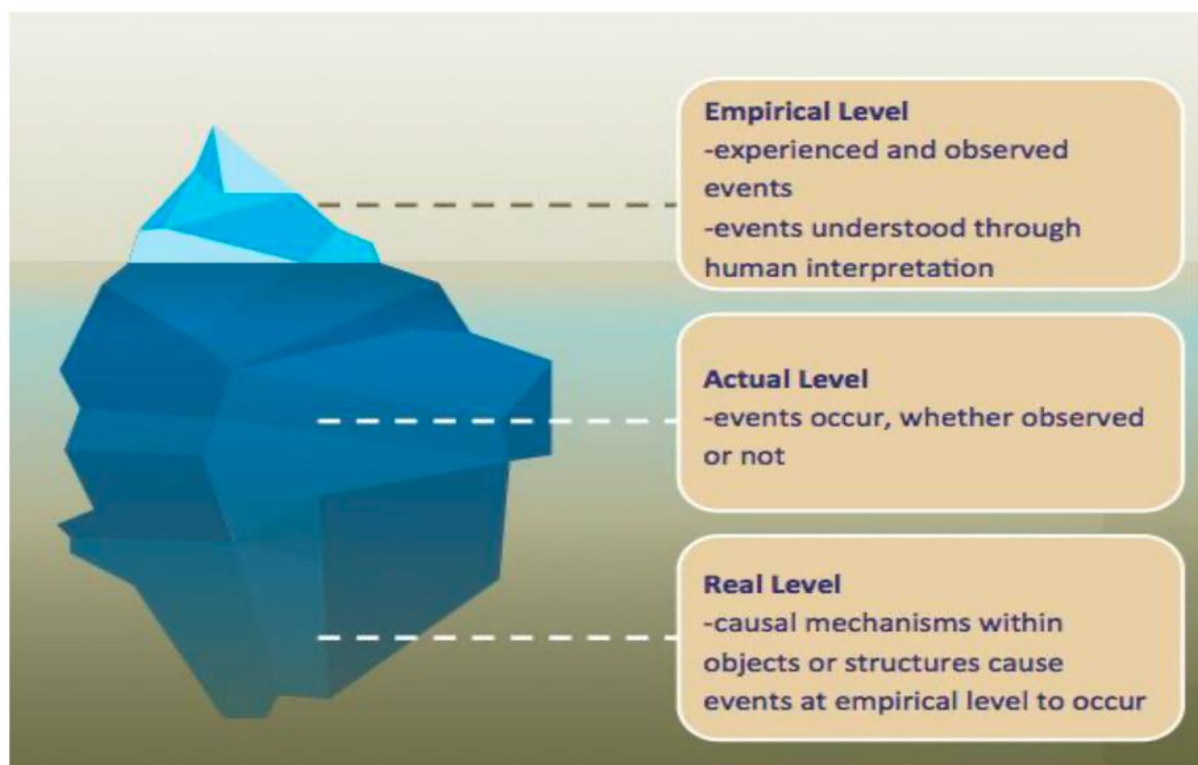 Empirical Level
-experienced and observed
events
-events understood through
human interpretation
Actual Level
-events occur, whether observed
or not
Real Level
-causal mechanisms within
objects or structures cause
events at empirical level to occur